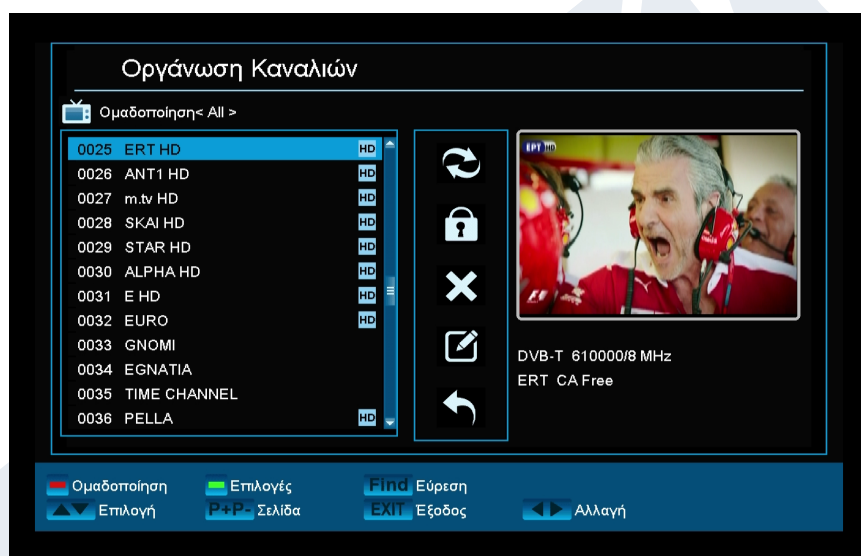 Οργάνωση Καναλιών
Ομαδοποίηση< All >
0025 ERT HD HD
0026 ANT1 HD HD
0027 m.tv HD HD
0028 SKAI HD HD
0029 STAR HD HD
0030 ALPHA HD HD
0031 E HD HD
0032 EURO HD
0033 GNOMI
0034 EGNATIA
0035 TIME CHANNEL
0036 PELLA HD
ΕΡΤ HD
DVB-T 610000/8 MHz
ERT CA Free
Ομαδοποίηση Επιλογές Find Εύρεση
Επιλογή P+P- Σελίδα EXIT Έξοδος Αλλαγή